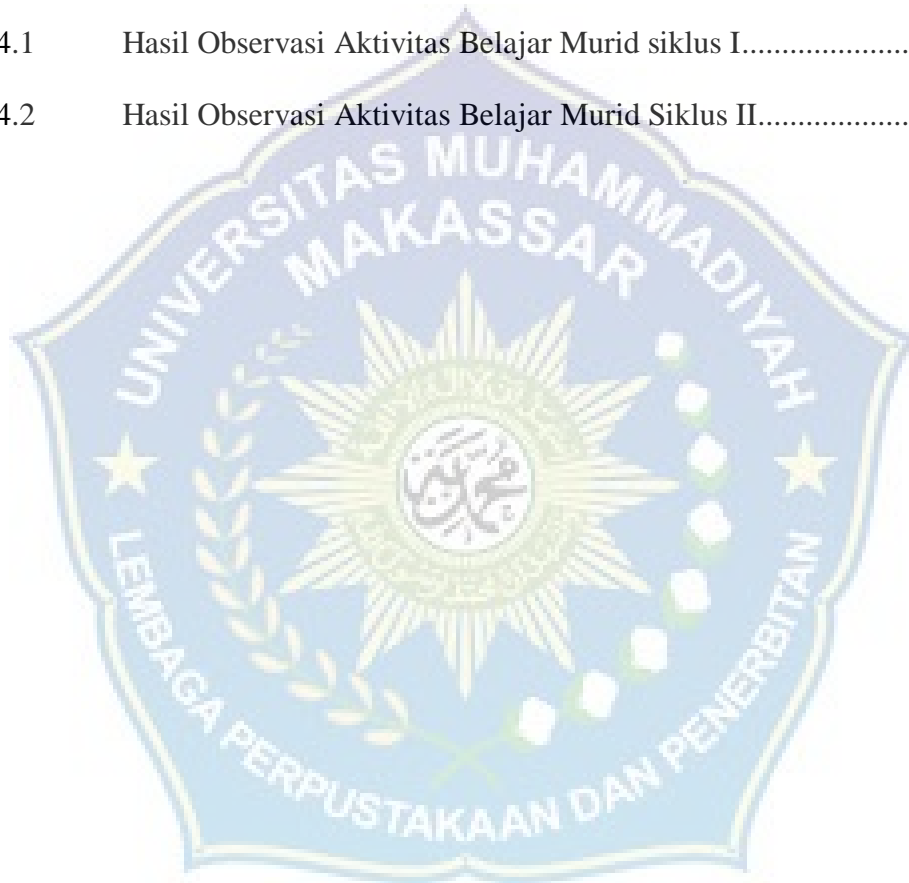 4.1 Hasil Observasi Aktivitas Belajar Murid siklus I.....................
4.2 Hasil Observasi Aktivitas Belajar Murid Siklus II...................
UNIVERSITAS MUHAMMADIYAH
MAKASSAR
LEMBAGA PERPUSTAKAAN DAN PENERBITAN